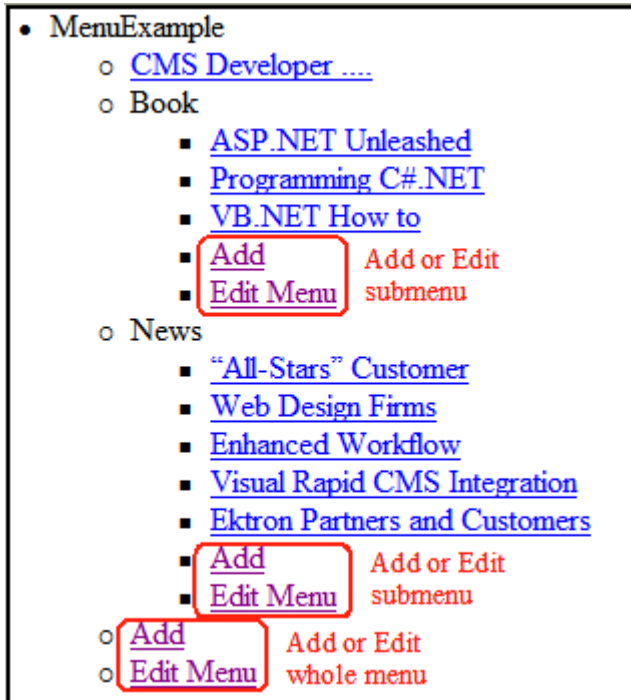 MenuExample
CMS Developer ....
Book
ASP.NET Unleashed
Programming C#.NET
VB.NET How to
Add
Edit Menu
Add or Edit
submenu
News
“All-Stars” Customer
Web Design Firms
Enhanced Workflow
Visual Rapid CMS Integration
Ektron Partners and Customers
Add
Edit Menu
Add or Edit
submenu
Add
Edit Menu
Add or Edit
whole menu